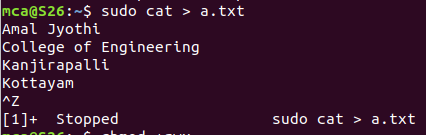 mca@S26:~$ sudo cat > a.txt
Amal Jyothi
College of Engineering
Kanjirapalli
Kottayam
^Z
[1]+  Stopped                 sudo cat > a.txt